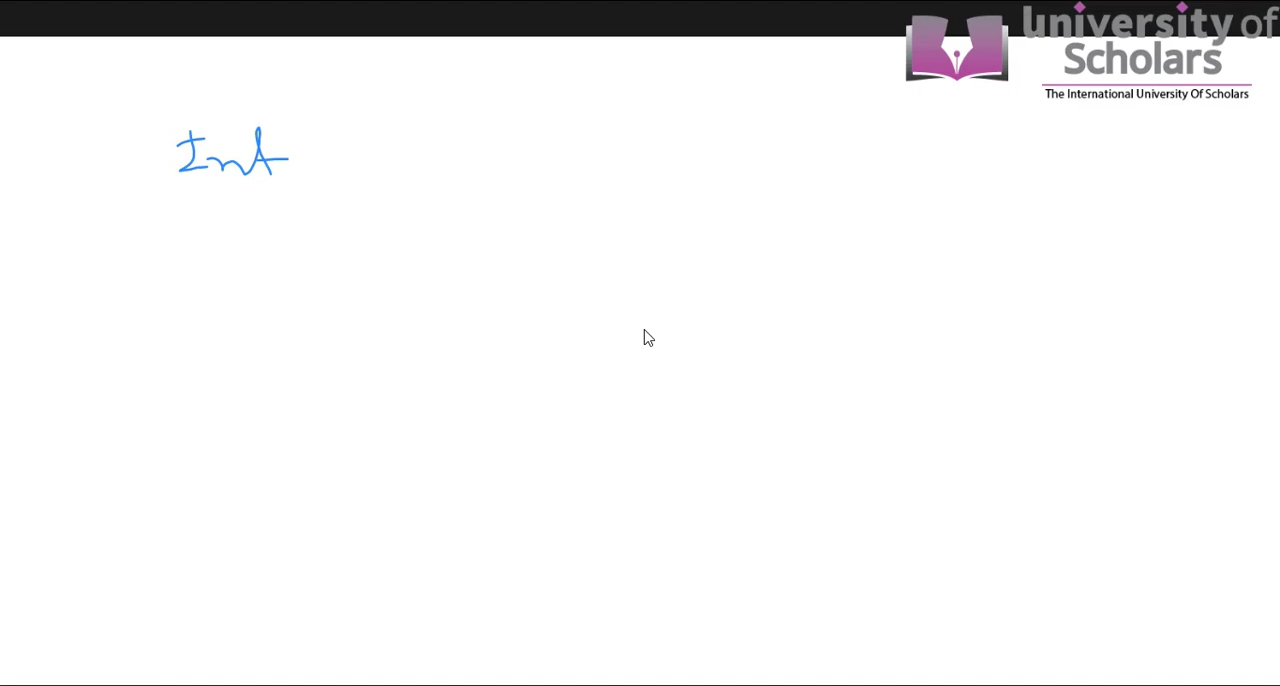 university of
Scholars
The International University Of Scholars
Int